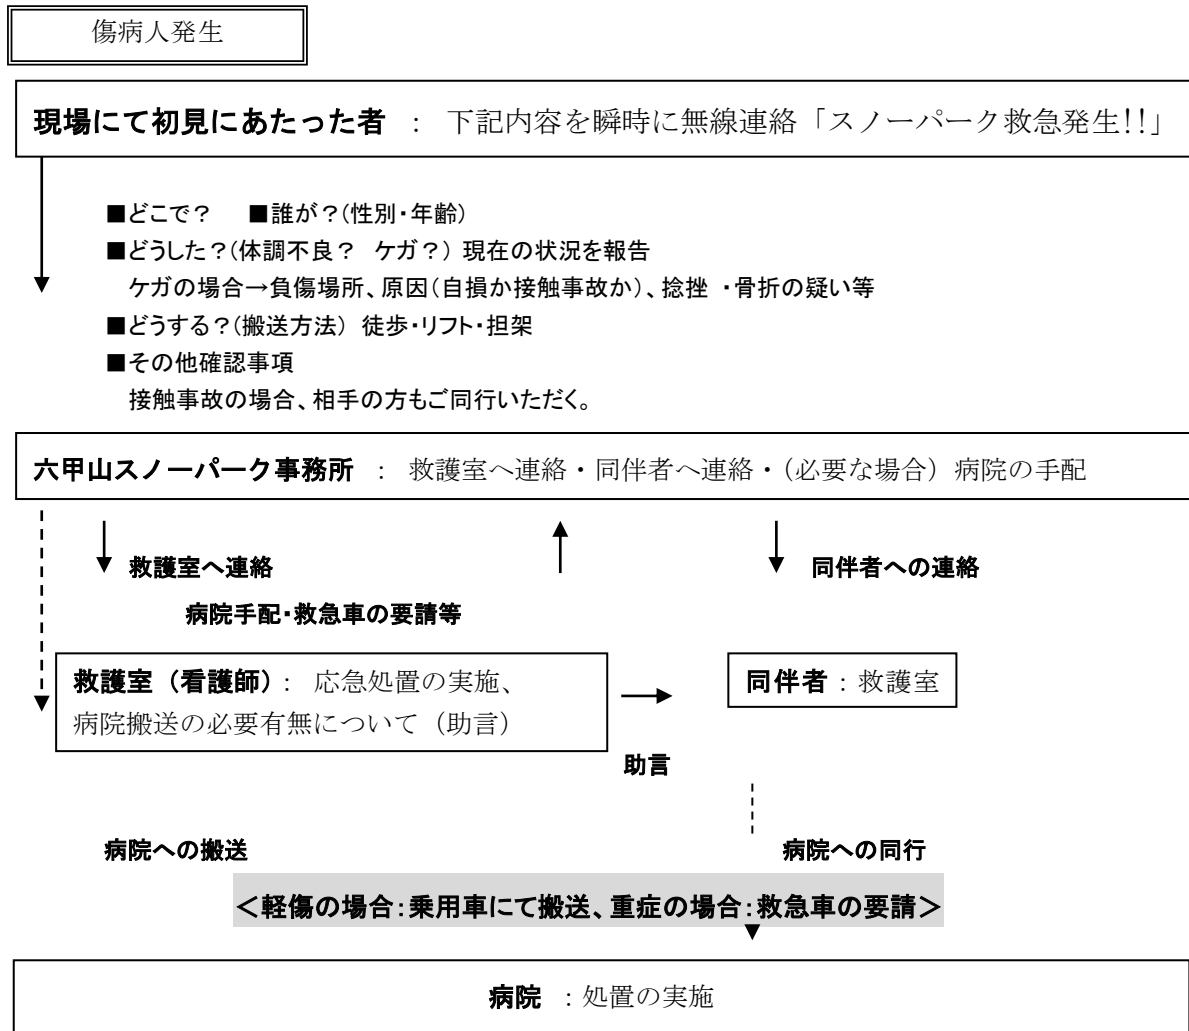 傷病人発生
現場にて初見にあたった者 : 下記内容を瞬時に無線連絡「スノーパーク救急発生!!」
■どこで? ■誰が?(性別・年齢)
■どうした?(体調不良? ケガ?) 現在の状況を報告
ケガの場合→負傷場所、原因(自損か接触事故か)、捻挫 ・骨折の疑い等
■どうする?(搬送方法) 徒歩・リフト・担架
■その他確認事項
接触事故の場合、相手の方もご同行いただく。
六甲山スノーパーク事務所 : 救護室へ連絡・同伴者へ連絡・(必要な場合)病院の手配
救護室へ連絡 同伴者への連絡
病院手配・救急車の要請等
救護室(看護師): 応急処置の実施、
病院搬送の必要有無について(助言)
同伴者:救護室
助言
病院への搬送 病院への同行
<軽傷の場合:乗用車にて搬送、重症の場合:救急車の要請>
病院 :処置の実施